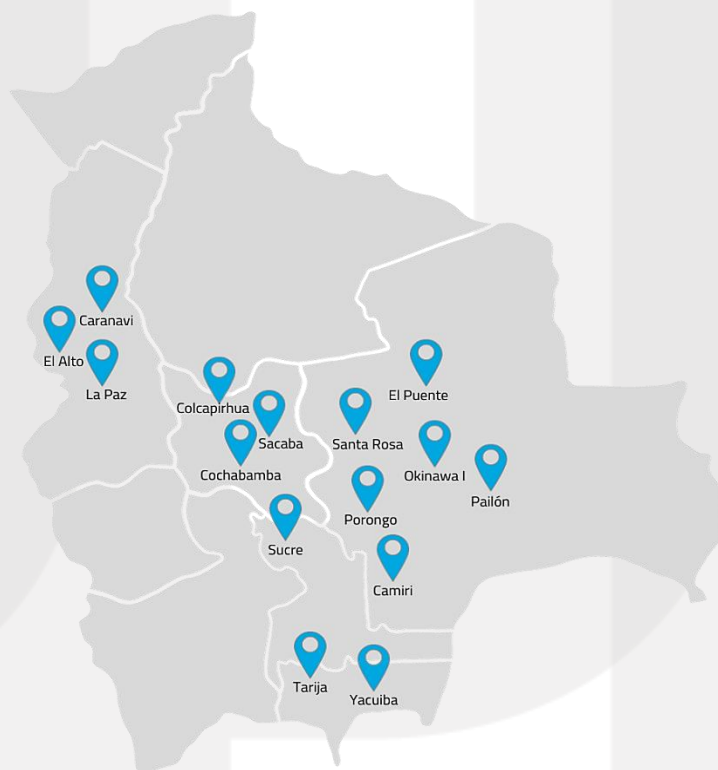 Caranavi
El Alto
La Paz
El Puente
Colcapirhua
Sacaba
Santa Rosa
Cochabamba
Okinawa I
Pailón
Porongo
Sucre
Camiri
Tarija
Yacuiba